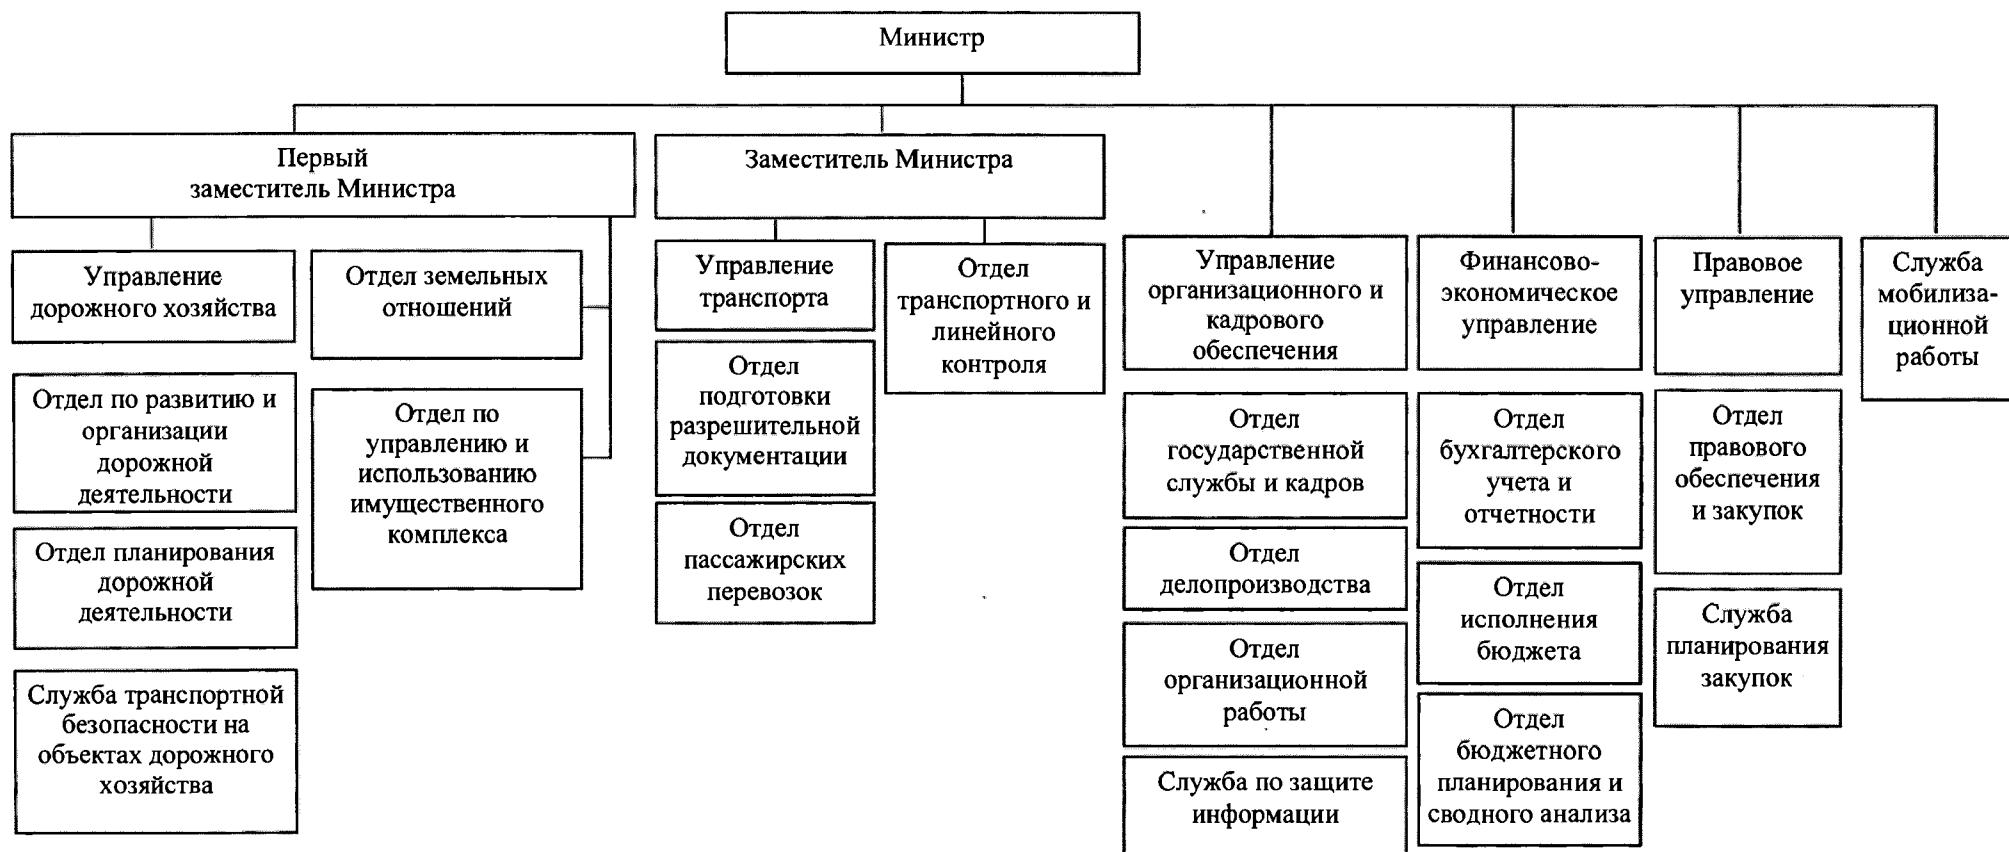 Министр
Первый
заместитель Министра
Заместитель Министра
Управление
дорожного хозяйства
Отдел земельных
отношений
Управление
транспорта
Отдел
транспортного и
линейного
контроля
Управление
организационного и
кадрового
обеспечения
Финансово-
экономическое
управление
Правовое
управление
Служба
мобилиза-
ционной
работы
Отдел по развитию и
организации
дорожной
деятельности
Отдел по
управлению и
использованию
имущественного
комплекса
Отдел
подготовки
разрешительной
документации
Отдел
государственной
службы и кадров
Отдел
бухгалтерского
учета и
отчетности
Отдел
правового
обеспечения
и закупок
Отдел планирования
дорожной
деятельности
Отдел
пассажирских
перевозок
Отдел
делопроизводства
Отдел
исполнения
бюджета
Служба
планирования
закупок
Служба транспортной
безопасности на
объектах дорожного
хозяйства
Отдел
организационной
работы
Отдел
бюджетного
планирования и
сводного анализа
Служба по защите
информации